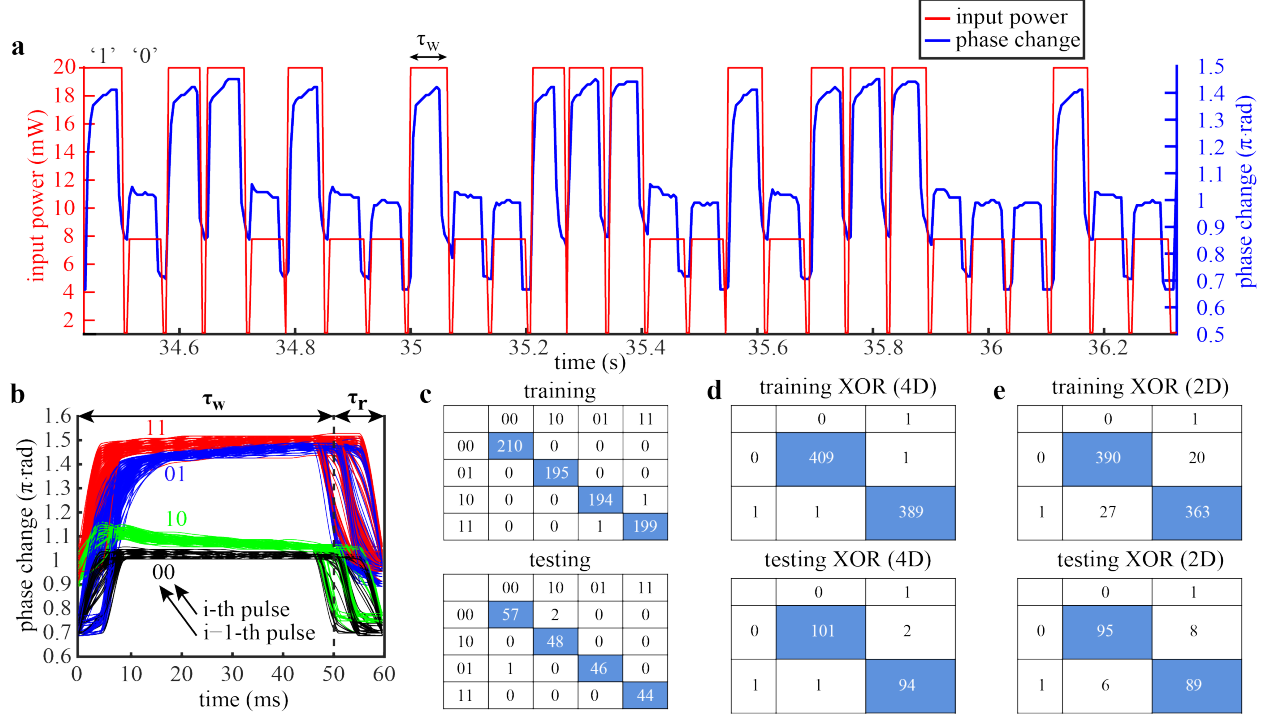 input power
phase change
a
‘1’ ‘0’
τw
20
18
16
14
12
10
8
6
4
2
input power (mW)
1.5
1.4
1.3
1.2
1.1
1
0.9
0.8
0.7
0.6
0.5
phase change (π·rad)
34.6 34.8 35 35.2 35.4 35.6 35.8 36 36.2
time (s)
b
τw τr
1.6
1.5
1.4
1.3
1.2
1.1
1
0.9
0.8
0.7
0.6
phase change (π·rad)
11
01
10
00
i-th pulse
i−1-th pulse
0 10 20 30 40 50 60
time (ms)
c
training
00 10 01 11
00 210 0 0 0
01 0 195 0 0
10 0 0 194 1
11 0 0 1 199
testing
00 10 01 11
00 57 2 0 0
10 0 48 0 0
01 1 0 46 0
11 0 0 0 44
d
training XOR (4D)
0 1
0 409 1
1 1 389
testing XOR (4D)
0 1
0 101 2
1 1 94
e
training XOR (2D)
0 1
0 390 20
1 27 363
testing XOR (2D)
0 1
0 95 8
1 6 89